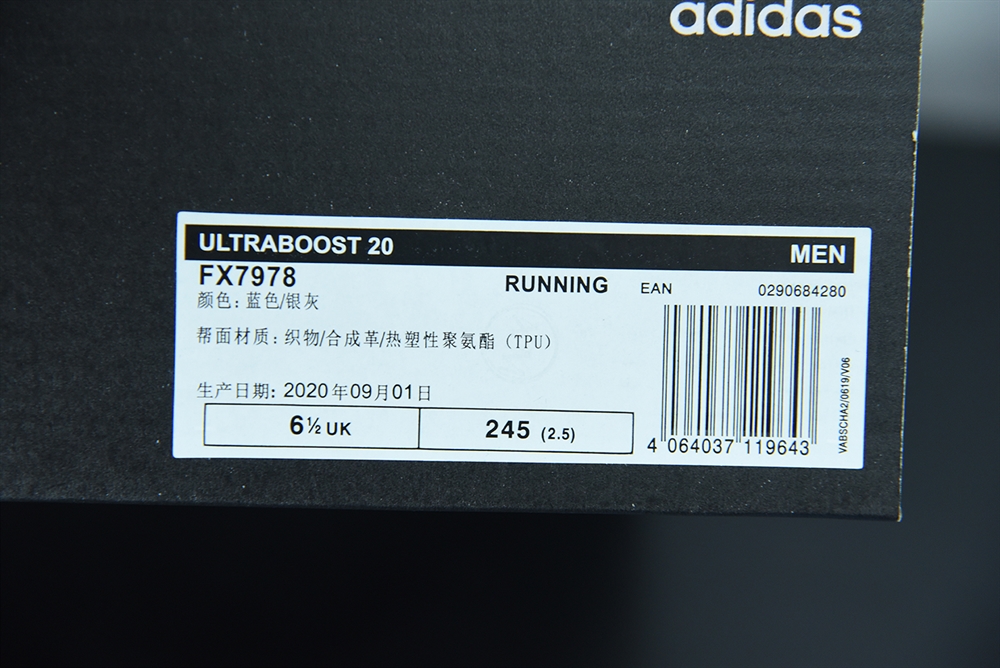 adidas
ULTRABOOST 20 MEN
FX7978 RUNNING EAN 0290684280
颜色: 蓝色/银灰
帮面材质: 织物/合成革/热塑性聚氨酯 (TPU)
生产日期: 2020年09月01日
6½ UK 245 (2.5)
4 064037 119643
VABSCHA2/0619/V06